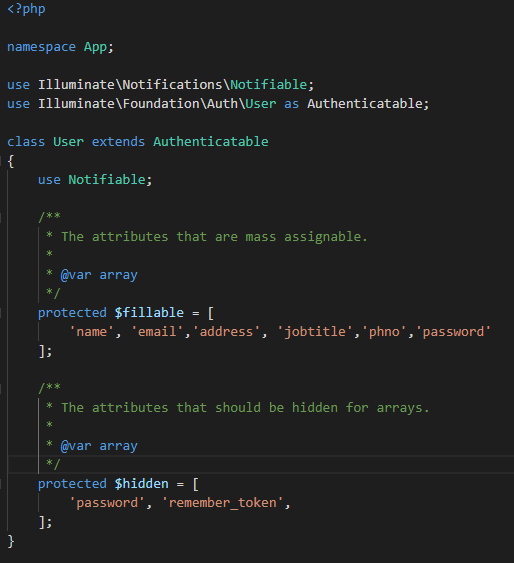 <?php
namespace App;
use Illuminate\Notifications\Notifiable;
use Illuminate\Foundation\Auth\User as Authenticatable;
class User extends Authenticatable
{
    use Notifiable;
    /**
     * The attributes that are mass assignable.
     *
     * @var array
     */
    protected $fillable = [
        'name', 'email','address', 'jobtitle','phno','password'
    ];
    /**
     * The attributes that should be hidden for arrays.
     *
     * @var array
     */
    protected $hidden = [
        'password', 'remember_token',
    ];
}